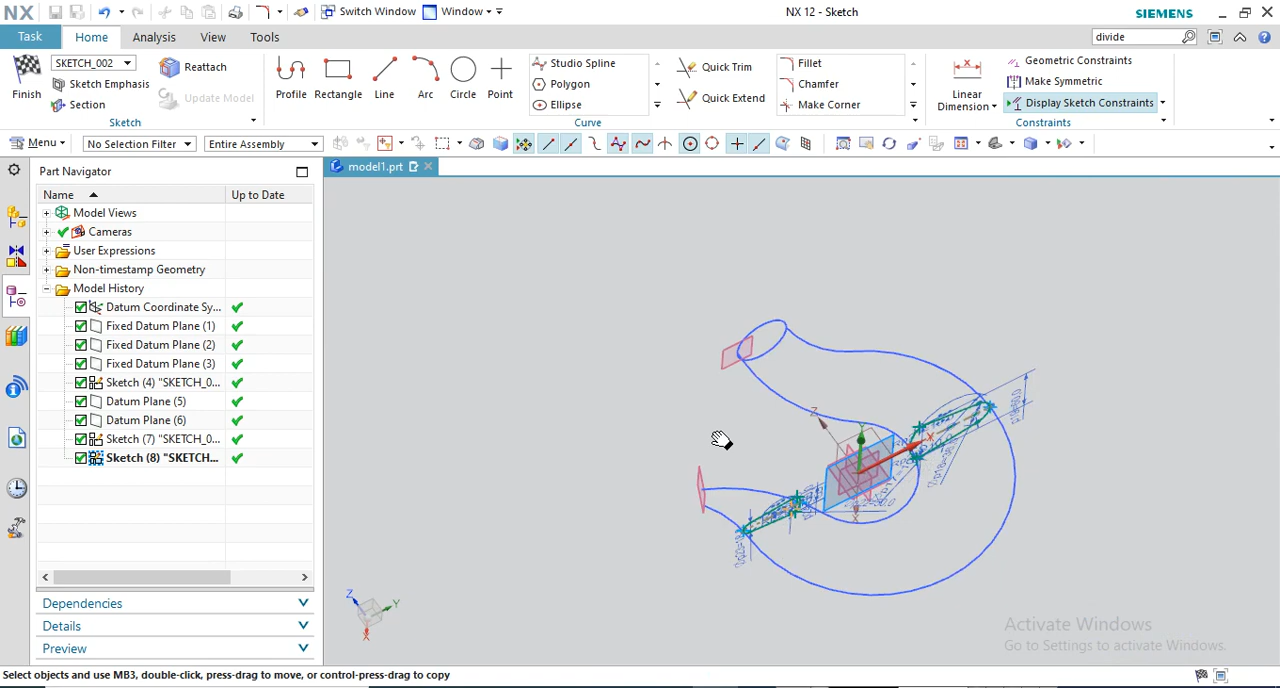 NX
Switch Window
Window
NX 12 - Sketch
SIEMENS
Task
Home
Analysis
View
Tools
divide
Finish
SKETCH_002
Sketch Emphasis
Section
Reattach
Update Model
Sketch
Profile
Rectangle
Line
Arc
Circle
Point
Studio Spline
Polygon
Ellipse
Quick Trim
Quick Extend
Fillet
Chamfer
Make Corner
Curve
Linear
Dimension
Geometric Constraints
Make Symmetric
Display Sketch Constraints
Constraints
Menu
No Selection Filter
Entire Assembly
Part Navigator
model1.prt
Name
Up to Date
Model Views
Cameras
User Expressions
Non-timestamp Geometry
Model History
Datum Coordinate Sy...
Fixed Datum Plane (1)
Fixed Datum Plane (2)
Fixed Datum Plane (3)
Sketch (4) "SKETCH_0...
Datum Plane (5)
Datum Plane (6)
Sketch (7) "SKETCH_0...
Sketch (8) "SKETCH...
Dependencies
Details
Preview
Z
Y
X
X
Z
Y
X
Activate Windows
Go to Settings to activate Windows.
Select objects and use MB3, double-click, press-drag to move, or control-press-drag to copy